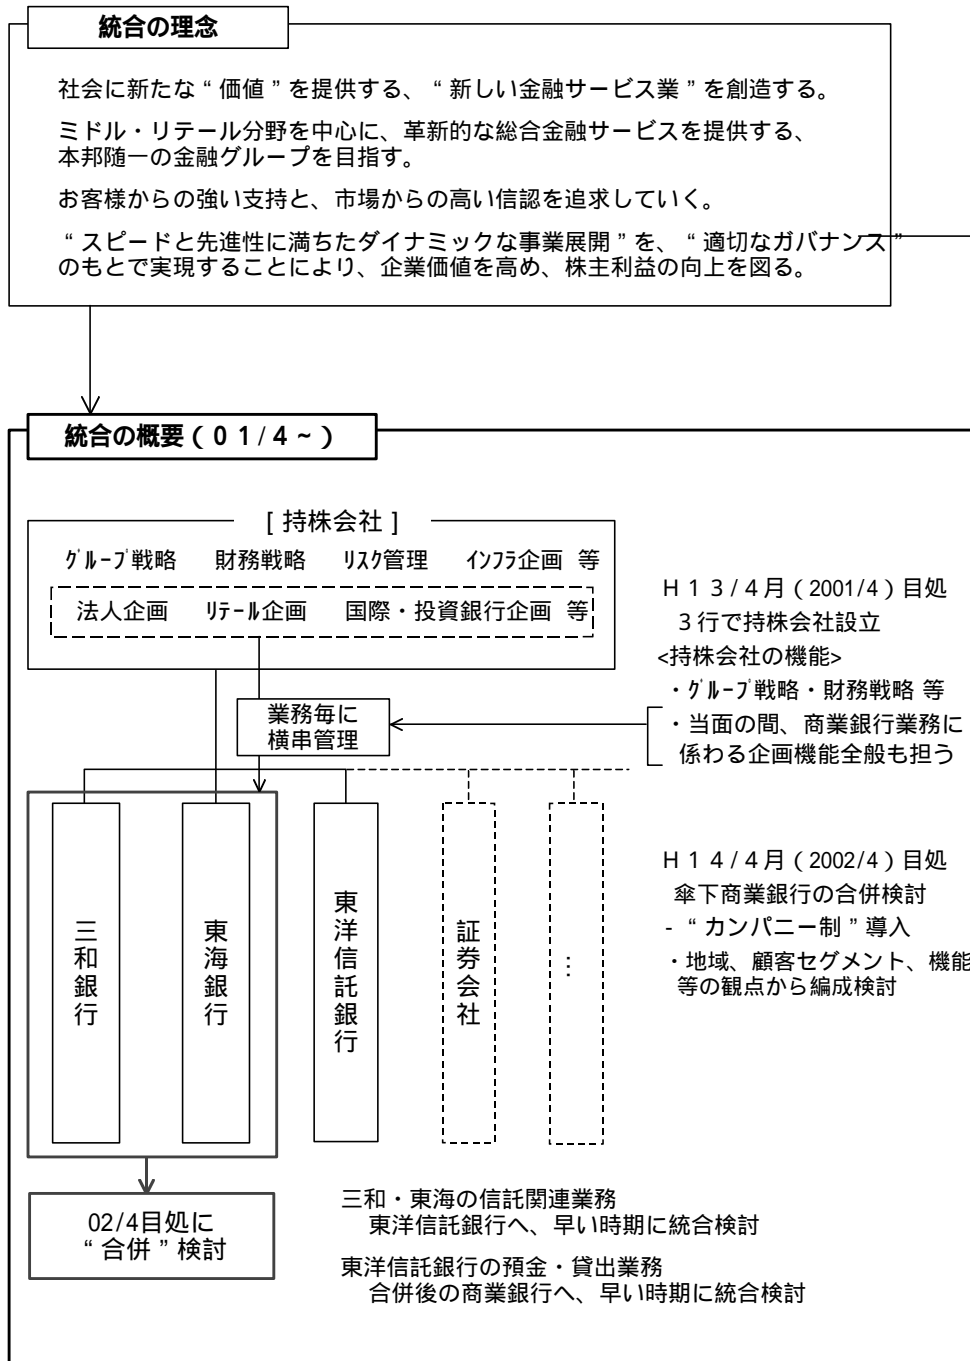 統合の理念
社会に新たな“価値”を提供する、“新しい金融サービス業”を創造する。
ミドル・リテール分野を中心に、革新的な総合金融サービスを提供する、
本邦随一の金融グループを目指す。
お客様からの強い支持と、市場からの高い信認を追求していく。
“スピードと先進性に満ちたダイナミックな事業展開”を、“適切なガバナンス”
のもとで実現することにより、企業価値を高め、株主利益の向上を図る。
統合の概要(01/4~)
[持株会社]
グループ戦略 財務戦略 リスク管理 インフラ企画 等
法人企画 リテール企画 国際・投資銀行企画 等
業務毎に
横串管理
H13/4月(2001/4)目処
3行で持株会社設立
<持株会社の機能>
・グループ戦略・財務戦略 等
・当面の間、商業銀行業務に
係わる企画機能全般も担う
三和銀行
東海銀行
東洋信託銀行
証券会社
…
H14/4月(2002/4)目処
傘下商業銀行の合併検討
- “カンパニー制”導入
・地域、顧客セグメント、機能
等の観点から編成検討
02/4目処に
“合併”検討
三和・東海の信託関連業務
東洋信託銀行へ、早い時期に統合検討
東洋信託銀行の預金・貸出業務
合併後の商業銀行へ、早い時期に統合検討